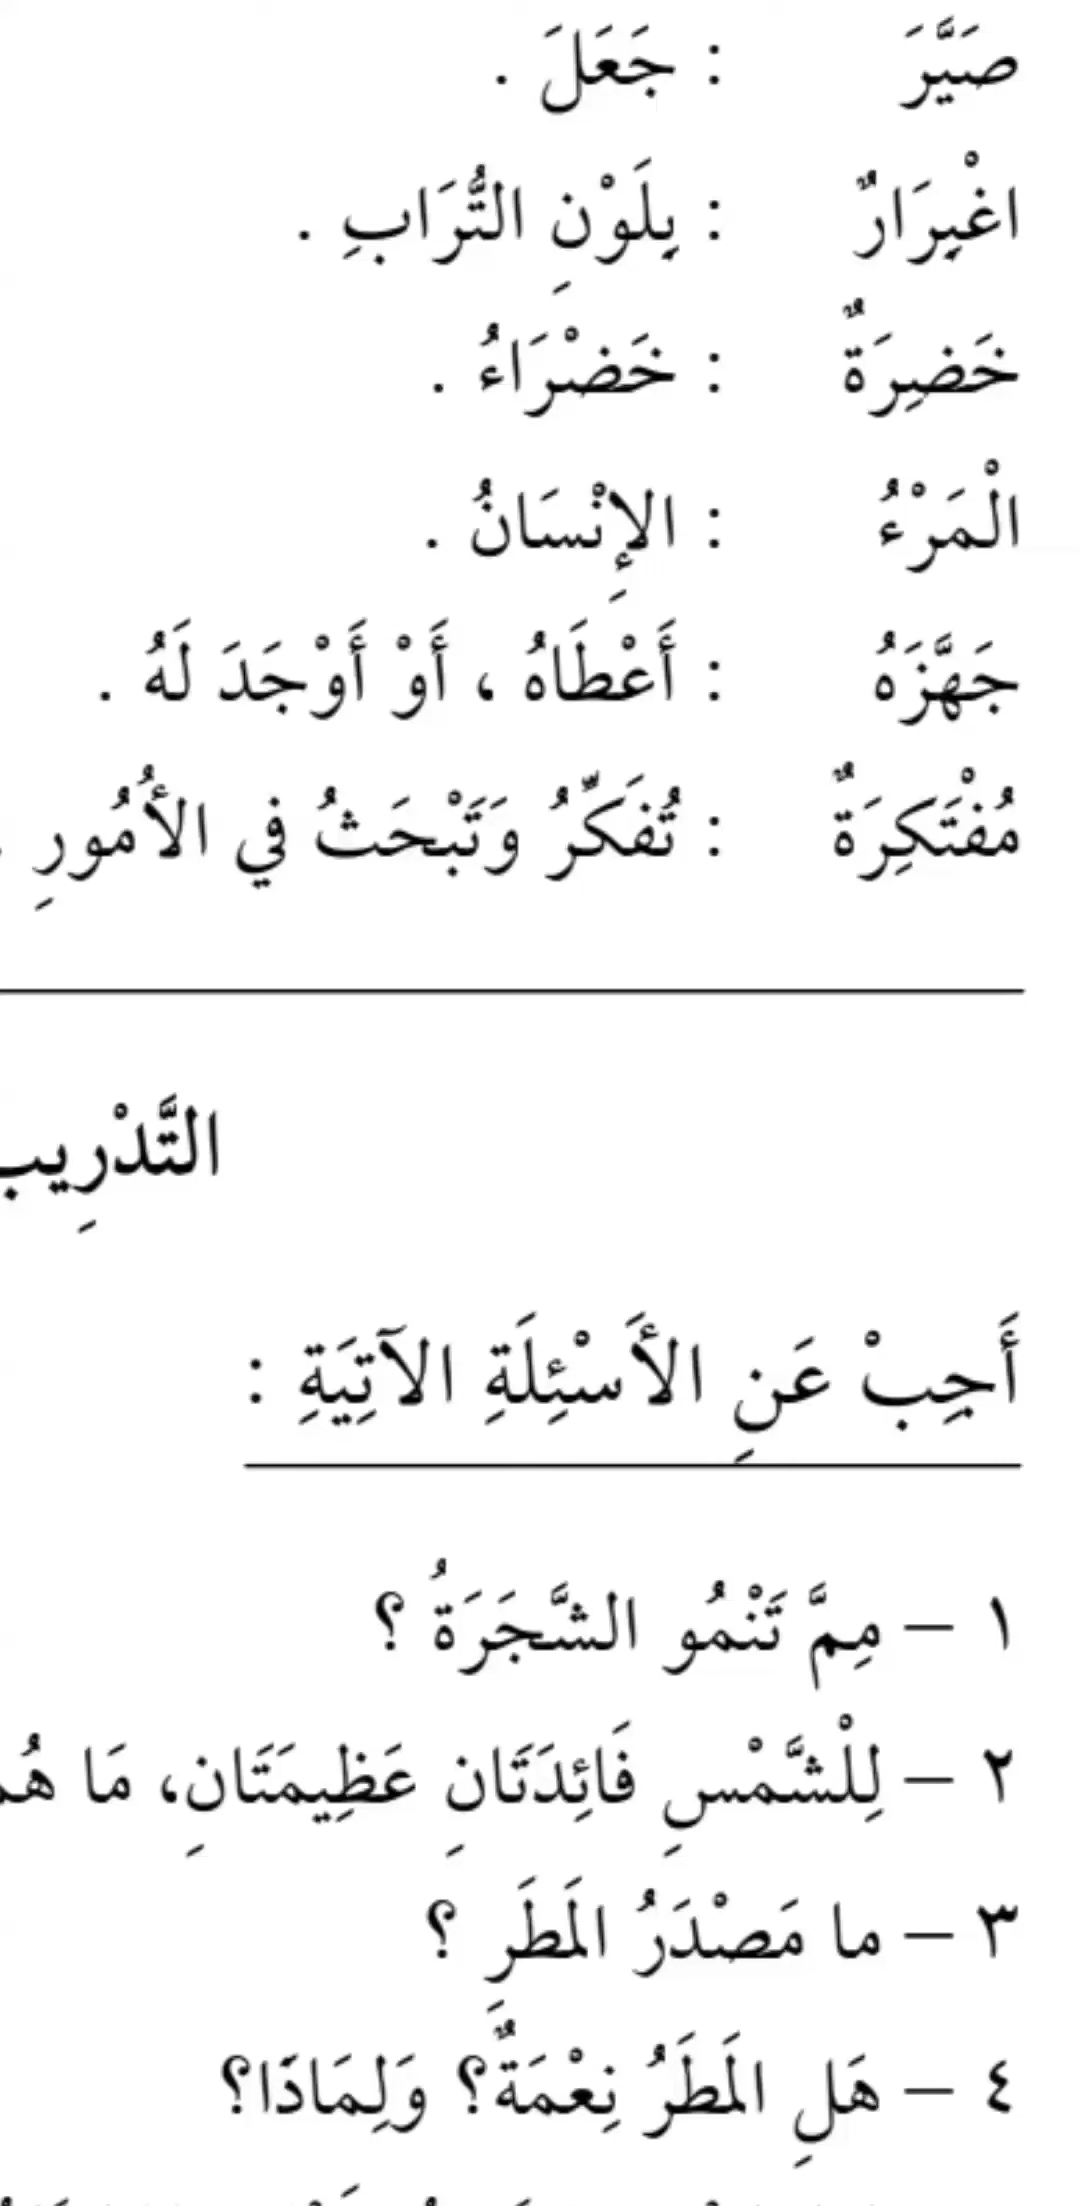 صَيَّرَ : جَعَلَ .
اغْبِرَارٌ : بِلَوْنِ التُّرَابِ .
خَضِرَةٌ : خَضْرَاءُ .
الْمَرْءُ : الإِنْسَانُ .
جَهَّزَهُ : أَعْطَاهُ ، أَوْ أَوْجَدَ لَهُ .
مُفْتَكِرَةٌ : تُفَكِّرُ وَتَبْحَثُ في الأُمُورِ .
التَّدْرِيب
أَجِبْ عَنِ الأَسْئِلَةِ الآتِيَةِ :
١ – مِمَّ تَنْمُو الشَّجَرَةُ ؟
٢ – لِلْشَّمْسِ فَائِدَتَانِ عَظِيمَتَانِ، مَا
٣ – ما مَصْدَرُ المَطَرِ ؟
٤ – هَلِ المَطَرُ نِعْمَةٌ؟ وَلِمَاذَا؟